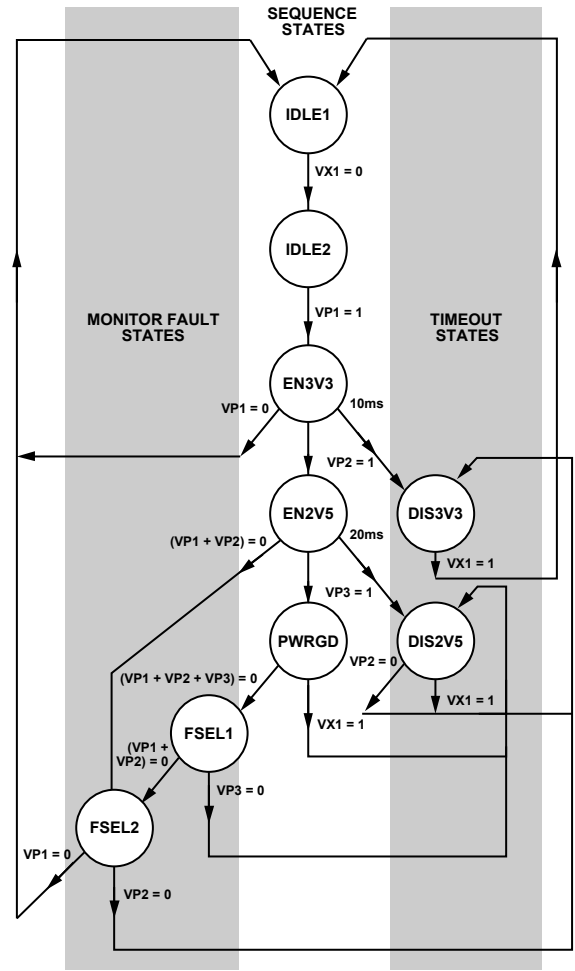 SEQUENCE
STATES
IDLE1
VX1 = 0
IDLE2
MONITOR FAULT
STATES
VP1 = 1
TIMEOUT
STATES
EN3V3
VP1 = 0
10ms
VP2 = 1
EN2V5
DIS3V3
(VP1 + VP2) = 0
20ms
VX1 = 1
VP3 = 1
PWRGD
DIS2V5
VP2 = 0
(VP1 + VP2 + VP3) = 0
VX1 = 1
FSEL1
VX1 = 1
(VP1 +
VP2) = 0
VP3 = 0
FSEL2
VP1 = 0
VP2 = 0